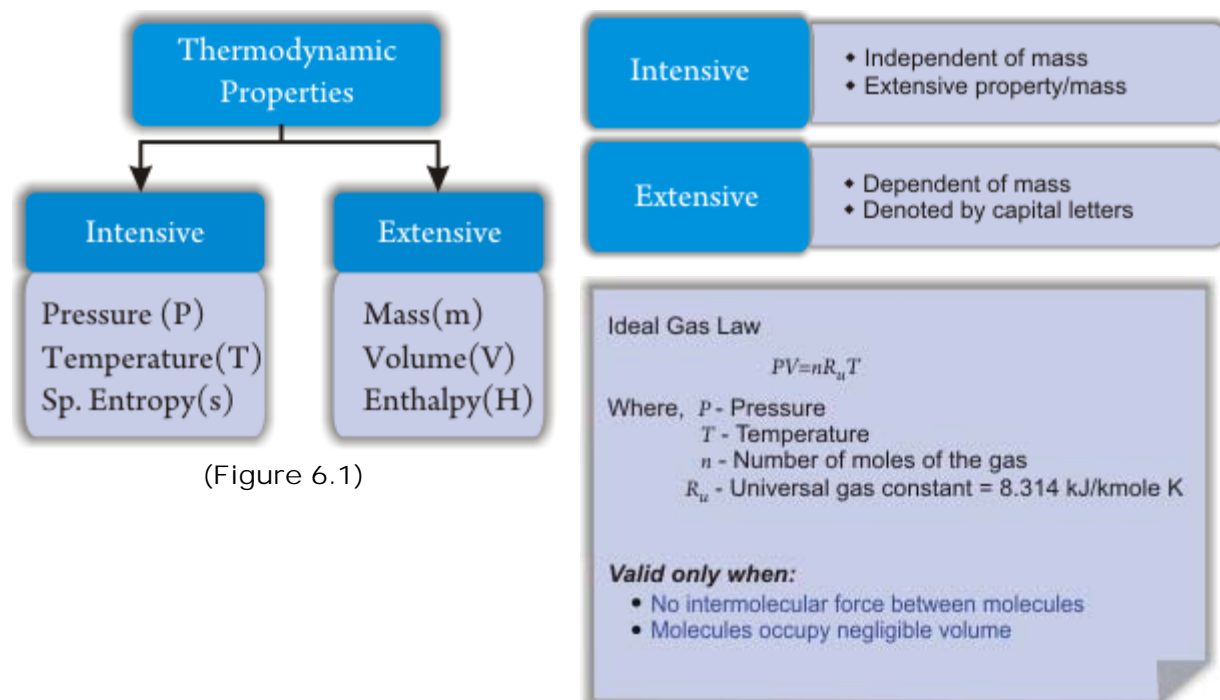 Thermodynamic
Properties
Intensive
Pressure (P)
Temperature(T)
Sp. Entropy(s)
Extensive
Mass(m)
Volume(V)
Enthalpy(H)
(Figure 6.1)
Intensive
◆ Independent of mass
◆ Extensive property/mass
Extensive
◆ Dependent of mass
◆ Denoted by capital letters
Ideal Gas Law
PV=nRᵤT
Where, P - Pressure
T - Temperature
n - Number of moles of the gas
Rᵤ - Universal gas constant = 8.314 kJ/kmole K
Valid only when:
• No intermolecular force between molecules
• Molecules occupy negligible volume